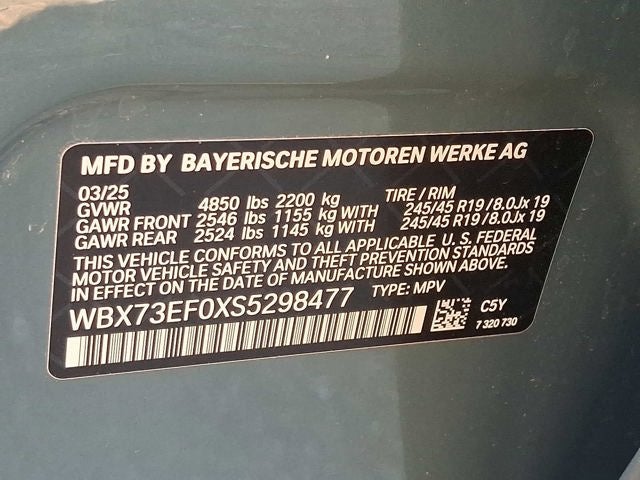 MFD BY BAYERISCHE MOTOREN WERKE AG
03/25
GVWR 4850 lbs 2200 kg TIRE / RIM
GAWR FRONT 2546 lbs 1155 kg WITH 245/45 R19 / 8.0Jx 19
GAWR REAR 2524 lbs 1145 kg WITH 245/45 R19 / 8.0Jx 19
THIS VEHICLE CONFORMS TO ALL APPLICABLE U. S. FEDERAL
MOTOR VEHICLE SAFETY AND THEFT PREVENTION STANDARDS
IN EFFECT ON THE DATE OF MANUFACTURE SHOWN ABOVE.
WBX73EF0XS5298477 TYPE: MPV
C5Y
7 320 730